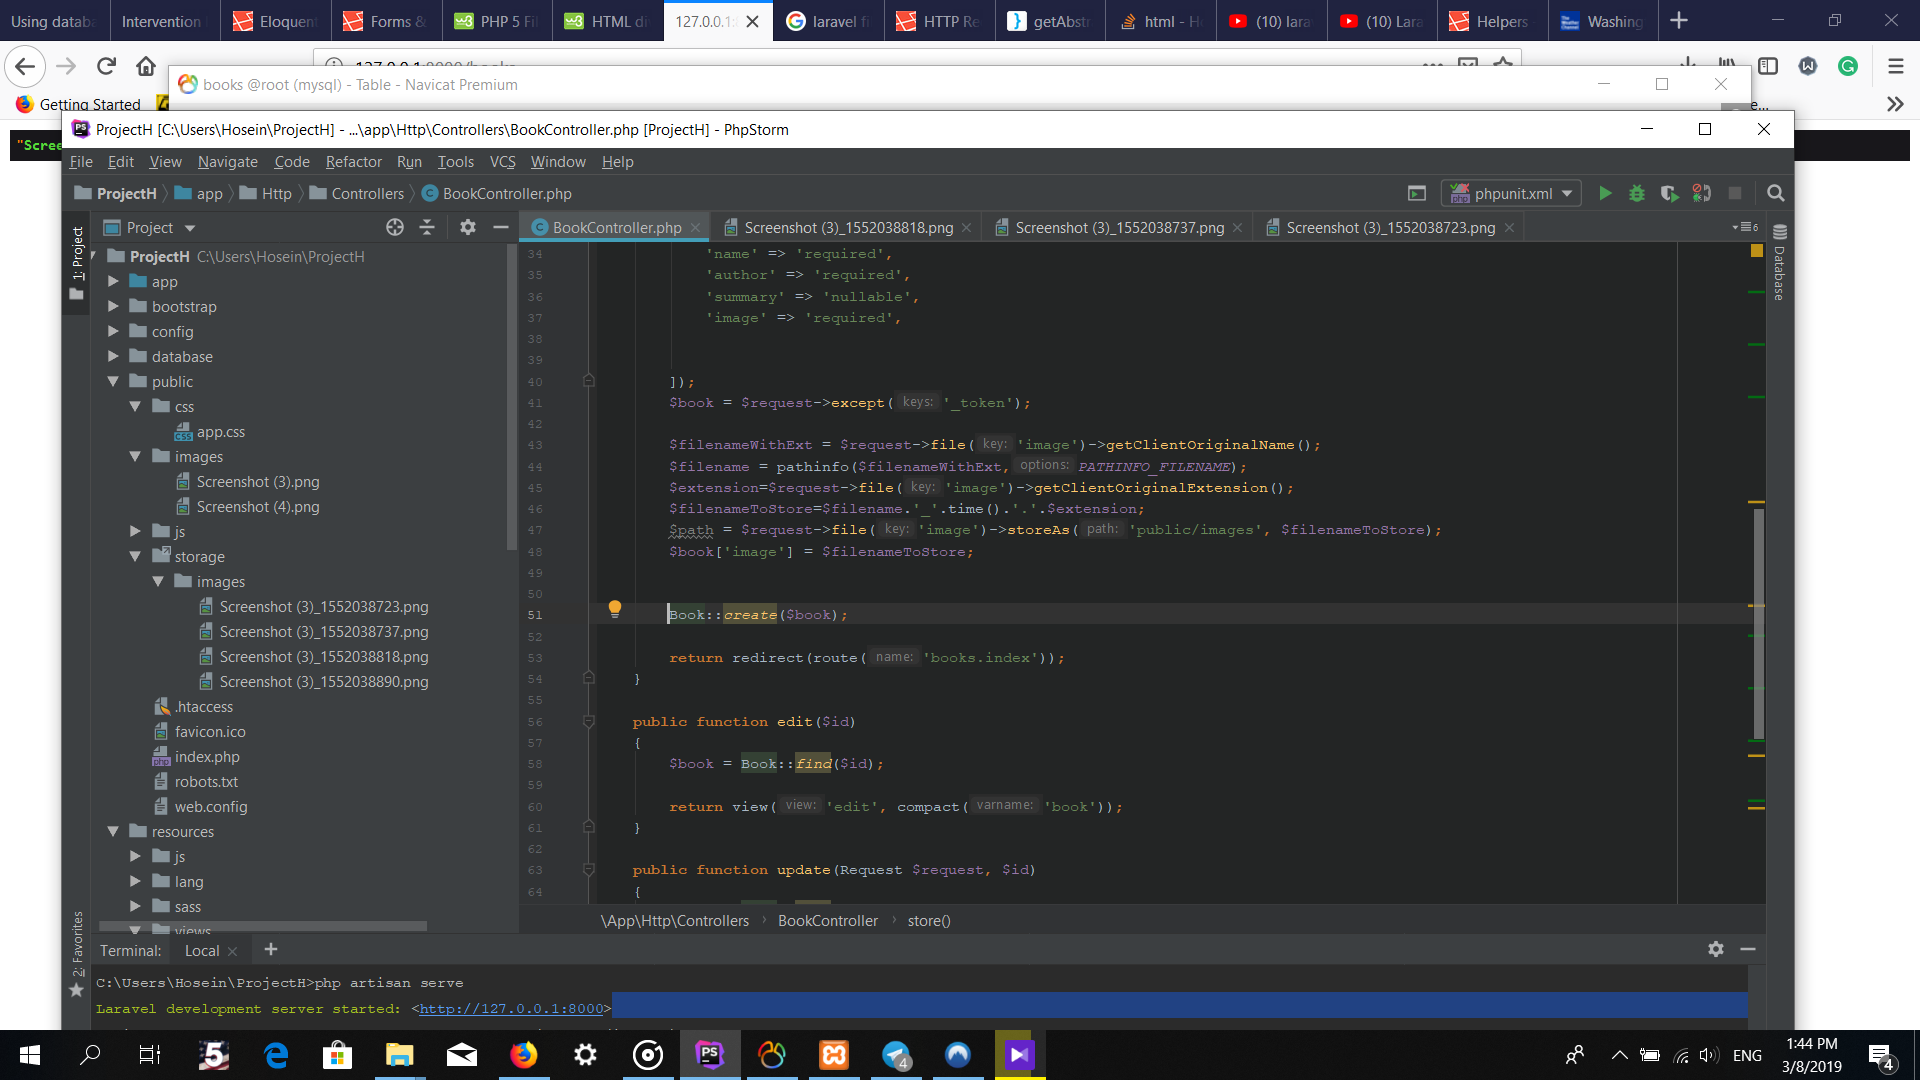 Using datab
Intervention
Eloquent
Forms &
PHP 5 Fi
HTML di
127.0.0.1:
laravel fi
HTTP Re
getAbstr
html - H
(10) lara
(10) Lara
Helpers
Washing
127.0.0.1:8000/books
books @root (mysql) - Table - Navicat Premium
Getting Started
"Scree
ProjectH [C:\Users\Hosein\ProjectH] - ...\app\Http\Controllers\BookController.php [ProjectH] - PhpStorm
File Edit View Navigate Code Refactor Run Tools VCS Window Help
ProjectH app Http Controllers BookController.php
phpunit.xml
1: Project
Project
BookController.php
Screenshot (3)_1552038818.png
Screenshot (3)_1552038737.png
Screenshot (3)_1552038723.png
6
Database
ProjectH C:\Users\Hosein\ProjectH
app
bootstrap
config
database
public
css
app.css
images
Screenshot (3).png
Screenshot (4).png
js
storage
images
Screenshot (3)_1552038723.png
Screenshot (3)_1552038737.png
Screenshot (3)_1552038818.png
Screenshot (3)_1552038890.png
.htaccess
favicon.ico
index.php
robots.txt
web.config
resources
js
lang
sass
views
2: Favorites
34 'name' => 'required',
35 'author' => 'required',
36 'summary' => 'nullable',
37 'image' => 'required',
38
39
40 ]);
41 $book = $request->except( keys: '_token');
42
43 $filenameWithExt = $request->file( key: 'image')->getClientOriginalName();
44 $filename = pathinfo($filenameWithExt, options: PATHINFO_FILENAME);
45 $extension=$request->file( key: 'image')->getClientOriginalExtension();
46 $filenameToStore=$filename.'_'.time().'.'.$extension;
47 $path = $request->file( key: 'image')->storeAs( path: 'public/images', $filenameToStore);
48 $book['image'] = $filenameToStore;
49
50
51 Book::create($book);
52
53 return redirect(route( name: 'books.index'));
54 }
55
56 public function edit($id)
57 {
58 $book = Book::find($id);
59
60 return view( view: 'edit', compact( varname: 'book'));
61 }
62
63 public function update(Request $request, $id)
64 {
\App\Http\Controllers BookController store()
Terminal: Local
C:\Users\Hosein\ProjectH>php artisan serve
Laravel development server started: <http://127.0.0.1:8000>
4
ENG
1:44 PM
3/8/2019
4